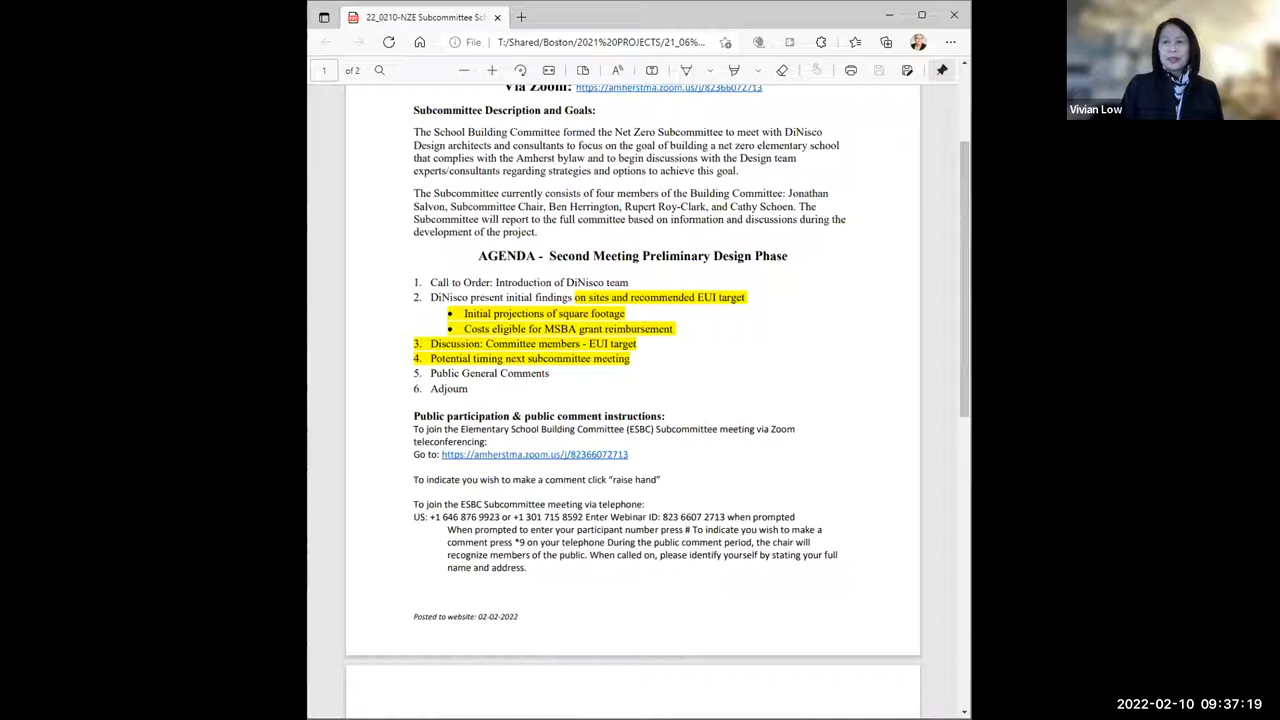 22_0210-NZE Subcommittee Sch
File
T:/Shared/Boston/2021%20PROJECTS/21_06%...
1
of 2
Via Zoom: https://amherstma.zoom.us/j/82366072713
Subcommittee Description and Goals:
The School Building Committee formed the Net Zero Subcommittee to meet with DiNisco
Design architects and consultants to focus on the goal of building a net zero elementary school
that complies with the Amherst bylaw and to begin discussions with the Design team
experts/consultants regarding strategies and options to achieve this goal.
The Subcommittee currently consists of four members of the Building Committee: Jonathan
Salvon, Subcommittee Chair, Ben Herrington, Rupert Roy-Clark, and Cathy Schoen. The
Subcommittee will report to the full committee based on information and discussions during the
development of the project.
AGENDA - Second Meeting Preliminary Design Phase
1. Call to Order: Introduction of DiNisco team
2. DiNisco present initial findings on sites and recommended EUI target
• Initial projections of square footage
• Costs eligible for MSBA grant reimbursement
3. Discussion: Committee members - EUI target
4. Potential timing next subcommittee meeting
5. Public General Comments
6. Adjourn
Public participation & public comment instructions:
To join the Elementary School Building Committee (ESBC) Subcommittee meeting via Zoom
teleconferencing:
Go to: https://amherstma.zoom.us/j/82366072713
To indicate you wish to make a comment click “raise hand”
To join the ESBC Subcommittee meeting via telephone:
US: +1 646 876 9923 or +1 301 715 8592 Enter Webinar ID: 823 6607 2713 when prompted
When prompted to enter your participant number press # To indicate you wish to make a
comment press *9 on your telephone During the public comment period, the chair will
recognize members of the public. When called on, please identify yourself by stating your full
name and address.
Posted to website: 02-02-2022
Vivian Low
2022-02-10 09:37:19